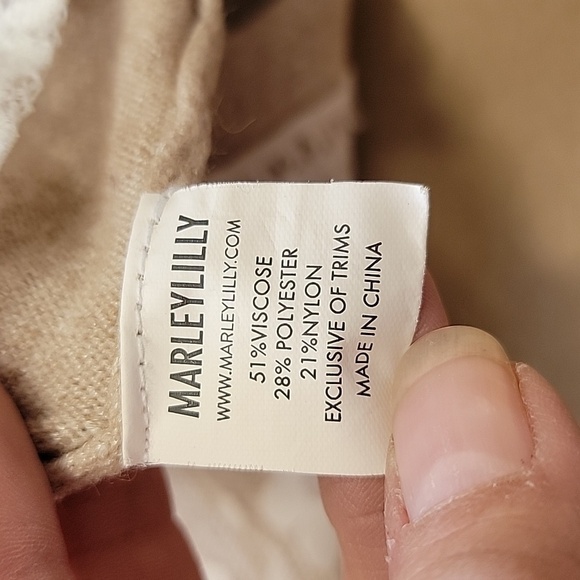 MARLEYLILLY
WWW.MARLEYLILLY.COM
51%VISCOSE
28% POLYESTER
21%NYLON
EXCLUSIVE OF TRIMS
MADE IN CHINA